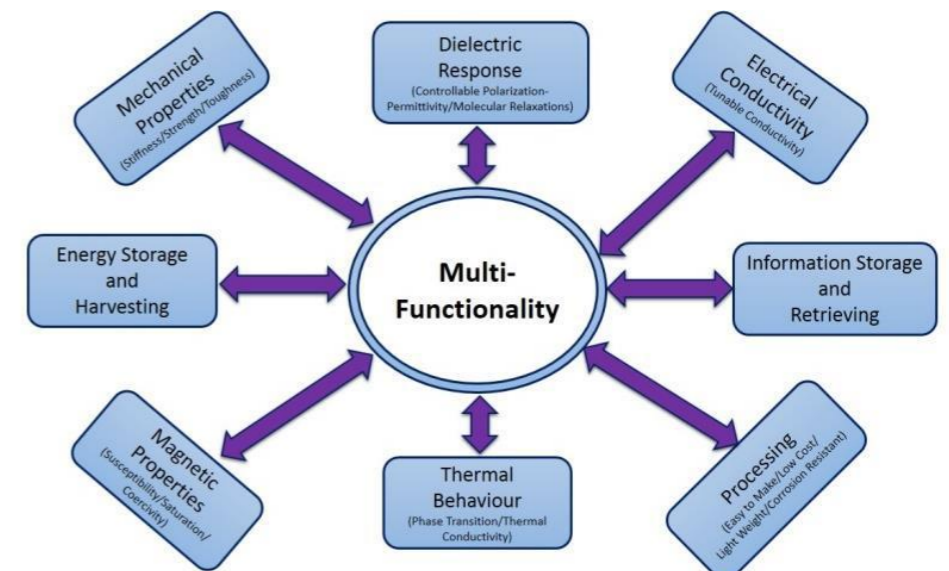 Mechanical
Properties
(Stiffness/Strength/Toughness)
Dielectric
Response
(Controllable Polarization-
Permittivity/Molecular Relaxations)
Electrical
Conductivity
(Tunable Conductivity)
Energy Storage
and
Harvesting
Multi-
Functionality
Information Storage
and
Retrieving
Magnetic
Properties
(Susceptibility/Saturation/
Coercivity)
Thermal
Behaviour
(Phase Transition/Thermal
Conductivity)
Processing
(Easy to Make/Low Cost/
Light Weight/Corrosion Resistant)